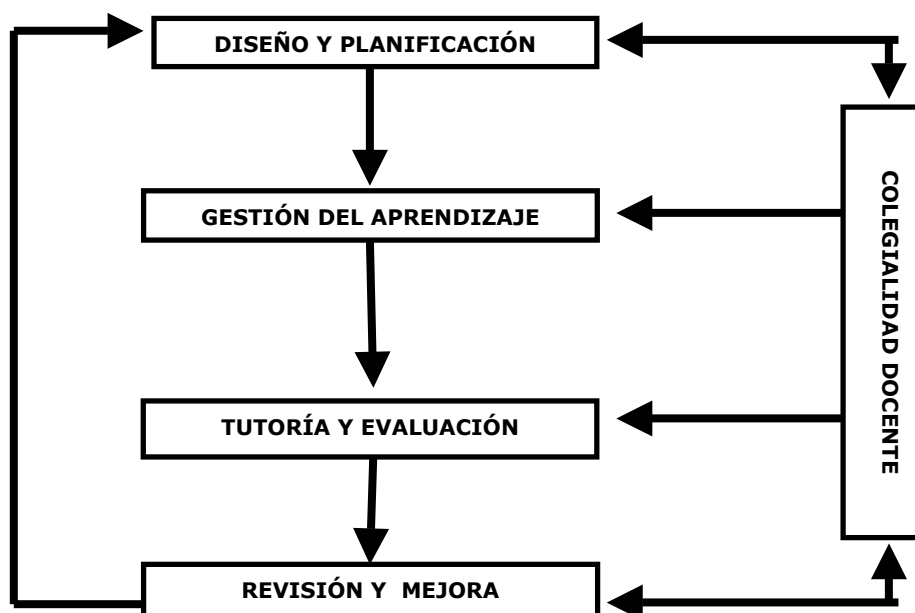 DISEÑO Y PLANIFICACIÓN
GESTIÓN DEL APRENDIZAJE
TUTORÍA Y EVALUACIÓN
REVISIÓN Y MEJORA
COLEGIALIDAD DOCENTE